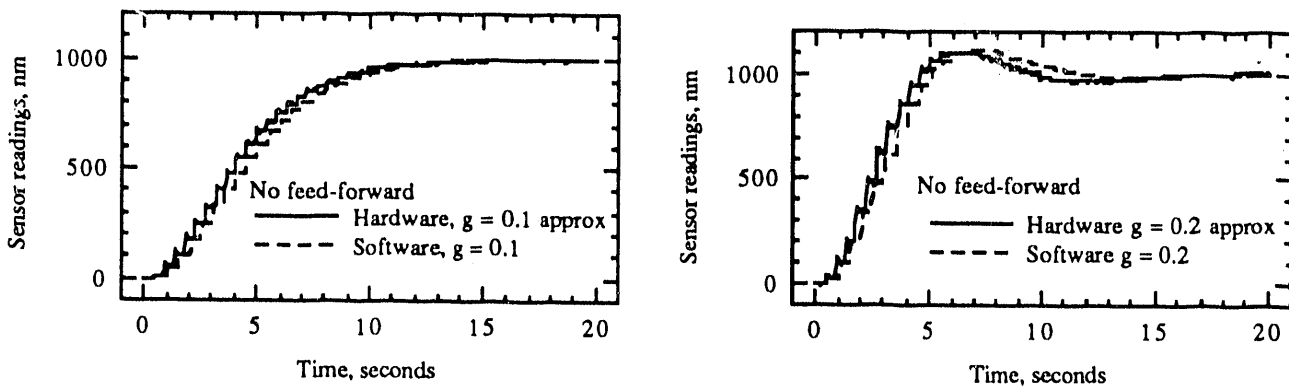 Sensor readings, nm
1000
500
0
No feed-forward
Hardware, g = 0.1 approx
Software, g = 0.1
0 5 10 15 20
Time, seconds
Sensor readings, nm
1000
500
0
No feed-forward
Hardware g = 0.2 approx
Software g = 0.2
0 5 10 15 20
Time, seconds